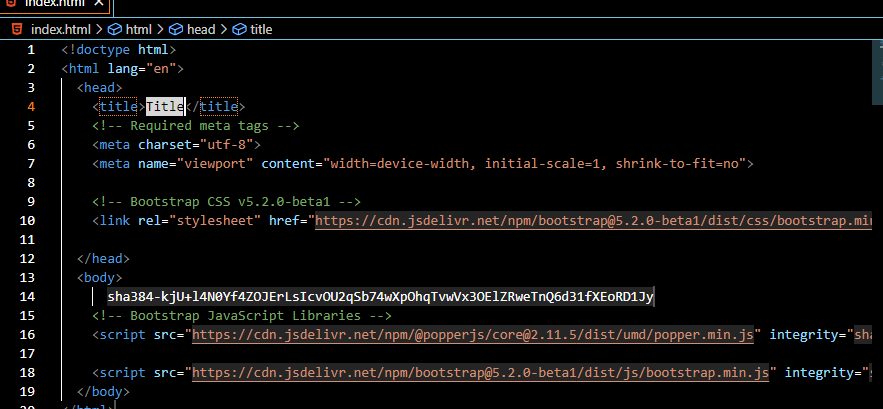 index.html
index.html > html > head > title
1 <!doctype html>
2 <html lang="en">
3 <head>
4 <title>Title</title>
5 <!-- Required meta tags -->
6 <meta charset="utf-8">
7 <meta name="viewport" content="width=device-width, initial-scale=1, shrink-to-fit=no">
8
9 <!-- Bootstrap CSS v5.2.0-beta1 -->
10 <link rel="stylesheet" href="https://cdn.jsdelivr.net/npm/bootstrap@5.2.0-beta1/dist/css/bootstrap.min
11
12 </head>
13 <body>
14 sha384-kjU+l4N0Yf4ZOJErLsIcvOU2qSb74wXpOhqTvwVx3OElZRweTnQ6d31fXEoRD1Jy
15 <!-- Bootstrap JavaScript Libraries -->
16 <script src="https://cdn.jsdelivr.net/npm/@popperjs/core@2.11.5/dist/umd/popper.min.js" integrity="sha
17
18 <script src="https://cdn.jsdelivr.net/npm/bootstrap@5.2.0-beta1/dist/js/bootstrap.min.js" integrity="s
19 </body>
20 </html>